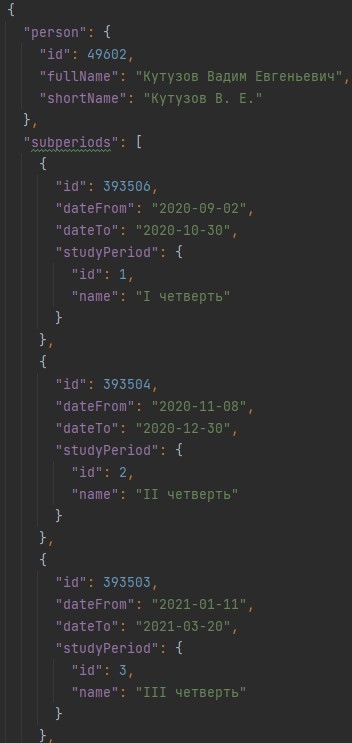 {
"person": {
"id": 49602,
"fullName": "Кутузов Вадим Евгеньевич",
"shortName": "Кутузов В. Е."
},
"subperiods": [
{
"id": 393506,
"dateFrom": "2020-09-02",
"dateTo": "2020-10-30",
"studyPeriod": {
"id": 1,
"name": "I четверть"
}
},
{
"id": 393504,
"dateFrom": "2020-11-08",
"dateTo": "2020-12-30",
"studyPeriod": {
"id": 2,
"name": "II четверть"
}
},
{
"id": 393503,
"dateFrom": "2021-01-11",
"dateTo": "2021-03-20",
"studyPeriod": {
"id": 3,
"name": "III четверть"
}
},